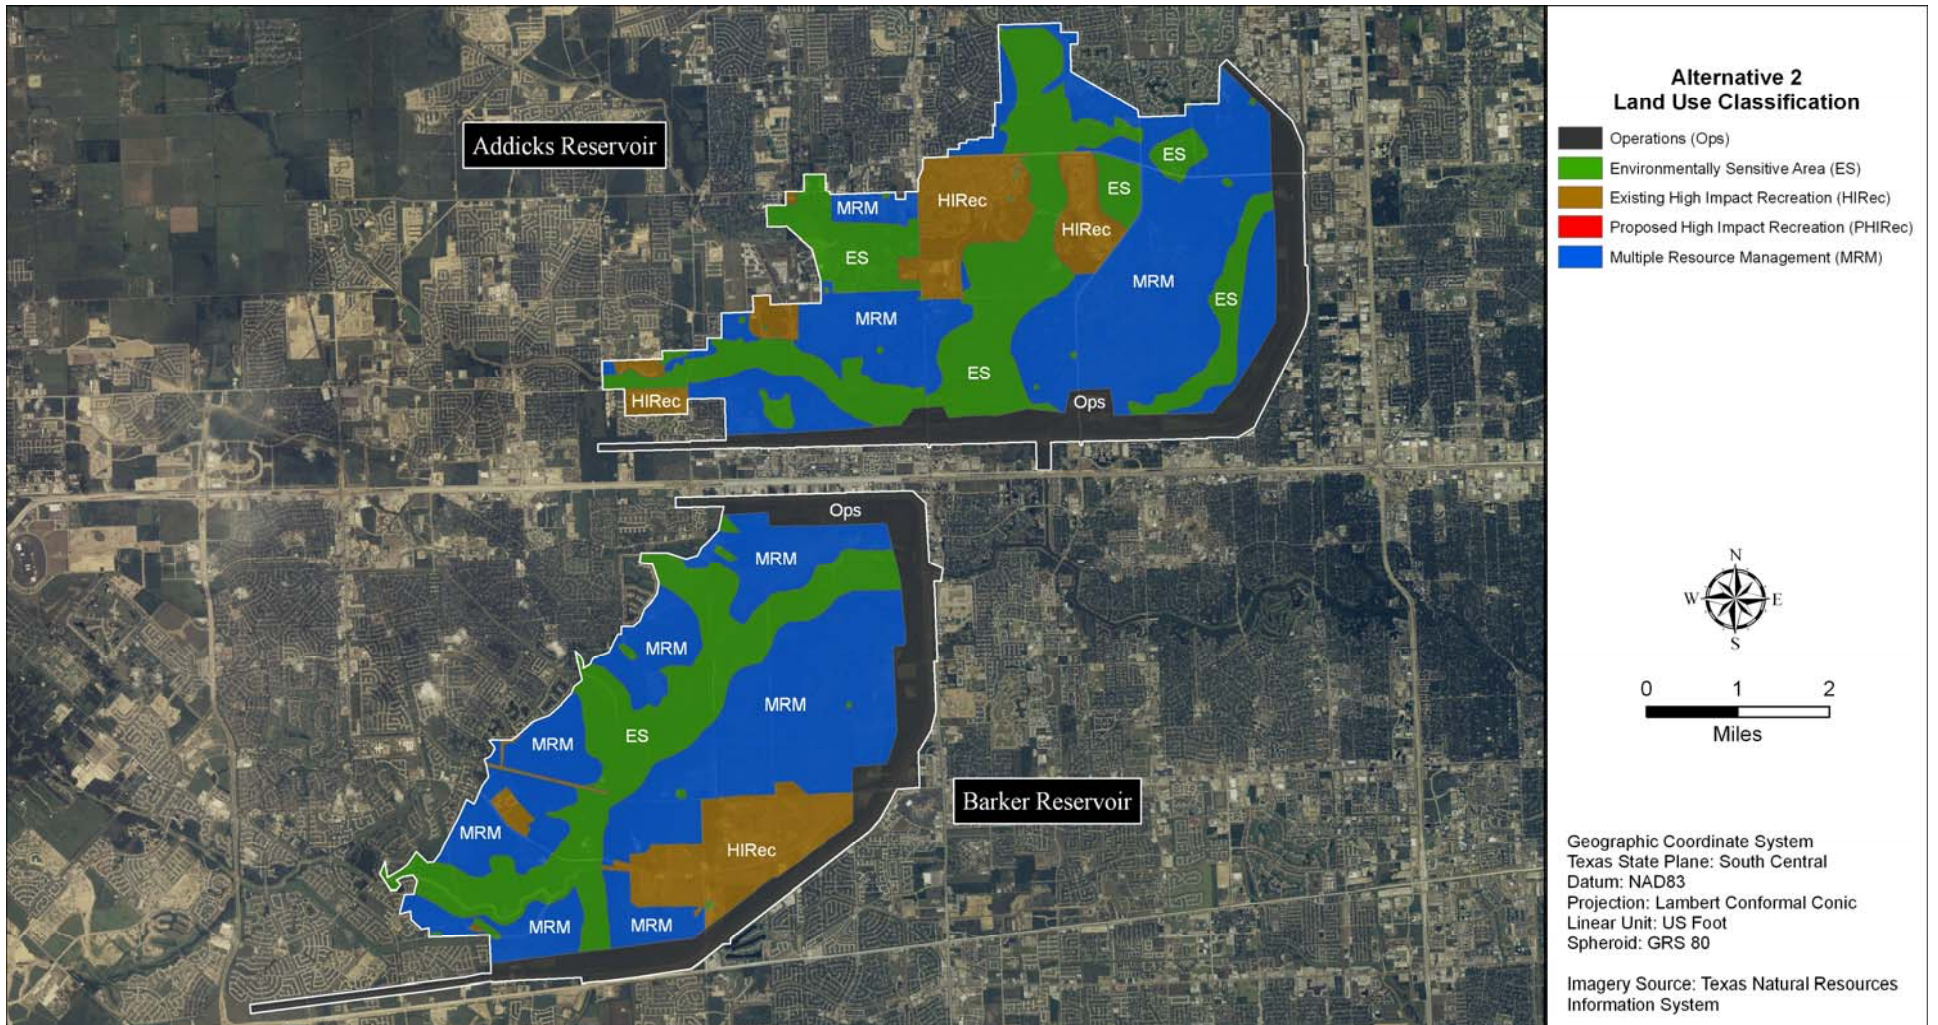 Addicks Reservoir
MRM
ES
HIRec
HIRec
ES
ES
MRM
ES
MRM
ES
HIRec
Ops
Ops
MRM
MRM
MRM
ES
MRM
MRM
HIRec
MRM
MRM
Barker Reservoir
Alternative 2
Land Use Classification
Operations (Ops)
Environmentally Sensitive Area (ES)
Existing High Impact Recreation (HIRec)
Proposed High Impact Recreation (PHIRec)
Multiple Resource Management (MRM)
N
W
E
S
0 1 2
Miles
Geographic Coordinate System
Texas State Plane: South Central
Datum: NAD83
Projection: Lambert Conformal Conic
Linear Unit: US Foot
Spheroid: GRS 80
Imagery Source: Texas Natural Resources
Information System